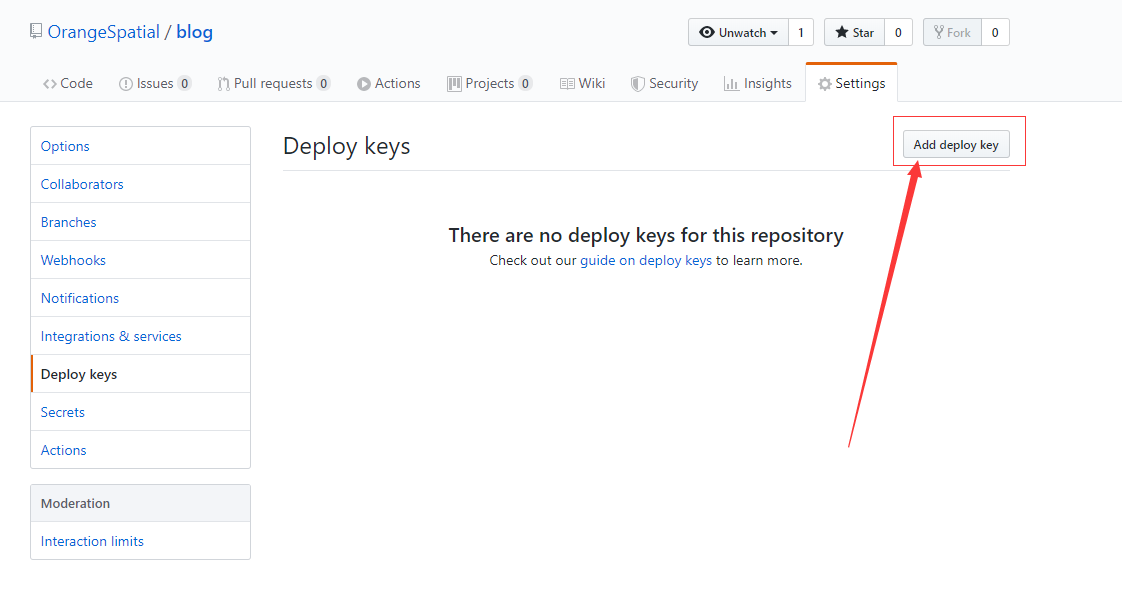 OrangeSpatial / blog
Unwatch 1 Star 0 Fork 0
Code Issues 0 Pull requests 0 Actions Projects 0 Wiki Security Insights Settings
Options
Collaborators
Branches
Webhooks
Notifications
Integrations & services
Deploy keys
Secrets
Actions
Moderation
Interaction limits
Deploy keys
Add deploy key
There are no deploy keys for this repository
Check out our guide on deploy keys to learn more.